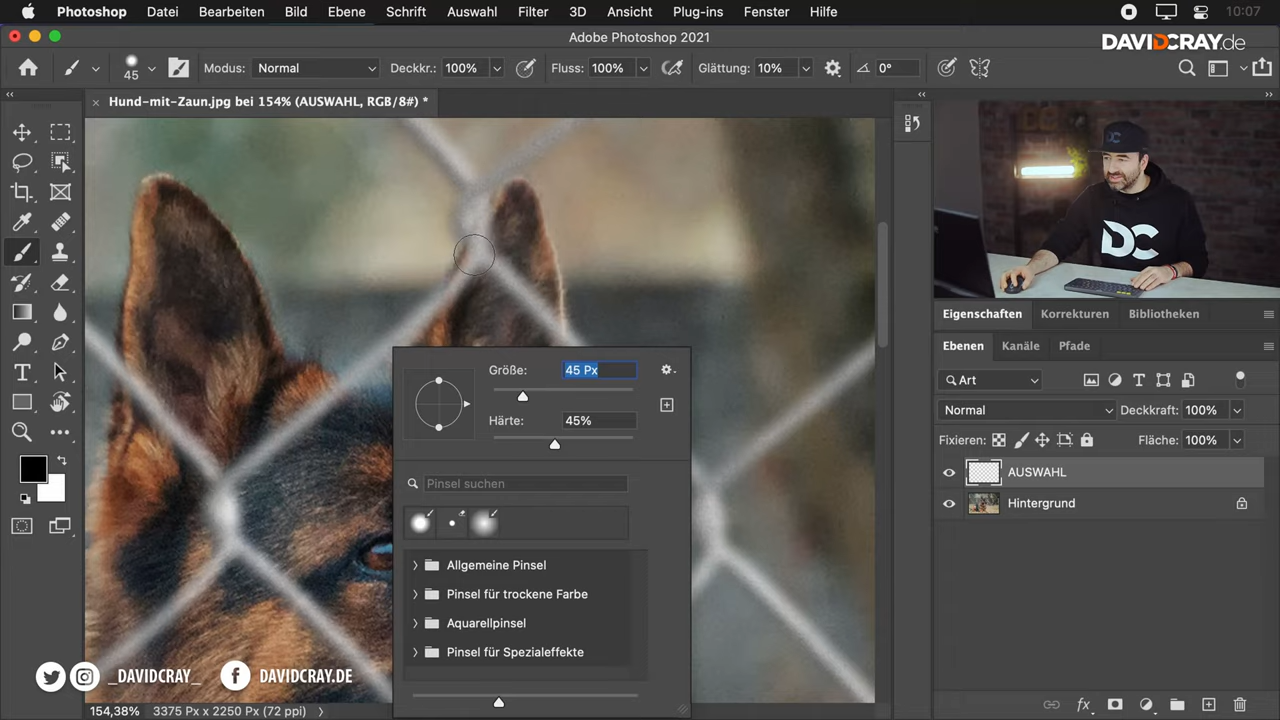 Photoshop Datei Bearbeiten Bild Ebene Schrift Auswahl Filter 3D Ansicht Plug-ins Fenster Hilfe 10:07
Adobe Photoshop 2021
DAVIDCRAY.de
45 Modus: Normal Deckkr.: 100% Fluss: 100% Glättung: 10% 0°
Hund-mit-Zaun.jpg bei 154% (AUSWAHL, RGB/8#) *
DC
DC
Eigenschaften Korrekturen Bibliotheken
Ebenen Kanäle Pfade
Art
Normal Deckkraft: 100%
Fixieren: Fläche: 100%
AUSWAHL
Hintergrund
Größe: 45 Px
Härte: 45%
Pinsel suchen
Allgemeine Pinsel
Pinsel für trockene Farbe
Aquarellpinsel
Pinsel für Spezialeffekte
_DAVIDCRAY_ DAVIDCRAY.DE
154,38% 3375 Px x 2250 Px (72 ppi)
fx